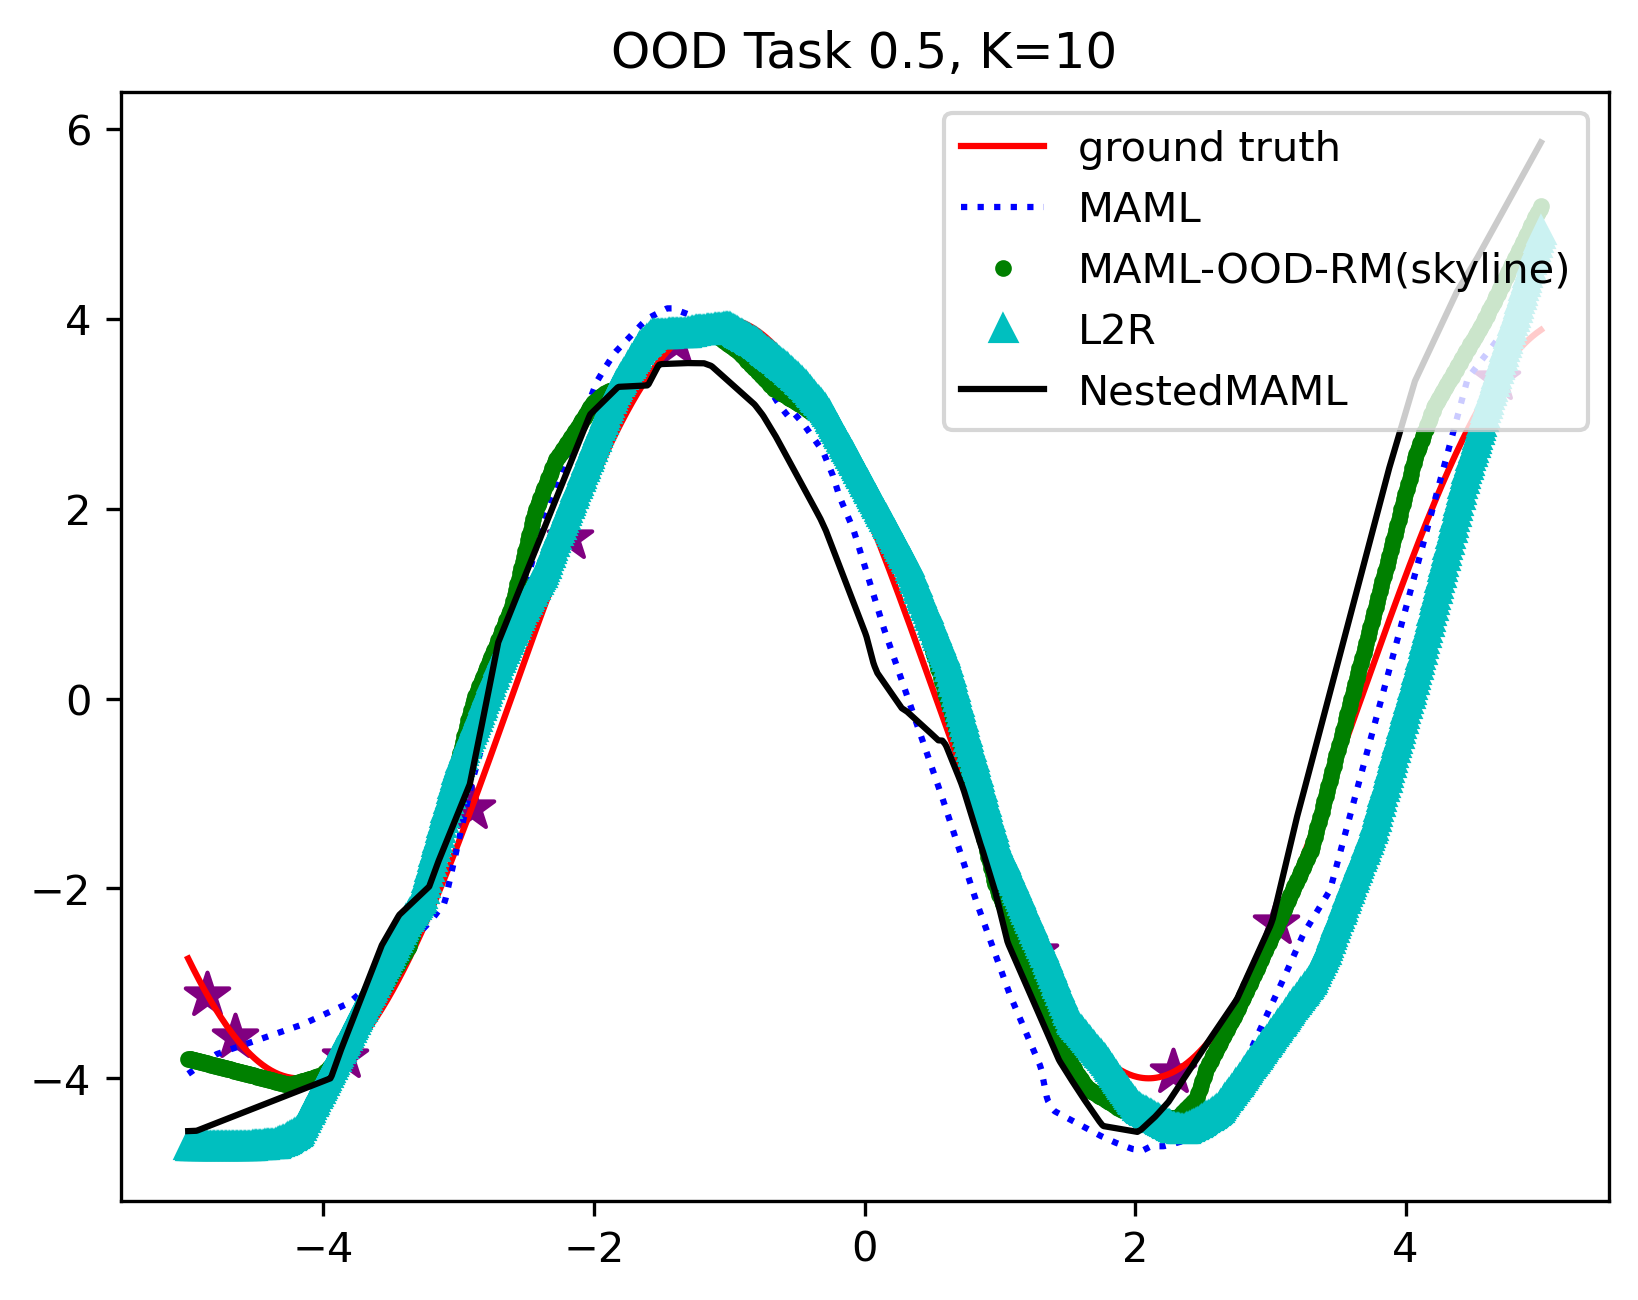 OOD Task 0.5, K=10
6
4
2
0
−2
−4
ground truth
MAML
MAML-OOD-RM(skyline)
L2R
NestedMAML
−4
−2
0
2
4